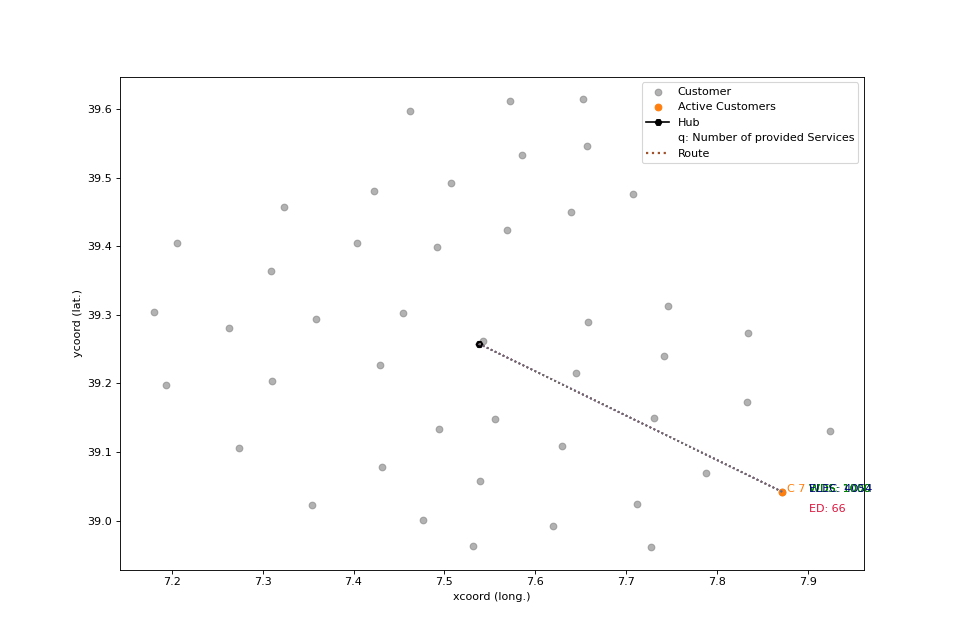 39.6
39.5
39.4
39.3
39.2
39.1
39.0
ycoord (lat.)
Customer
Active Customers
Hub
q: Number of provided Services
Route
C 7
ED: 66
7.2 7.3 7.4 7.5 7.6 7.7 7.8 7.9
xcoord (long.)